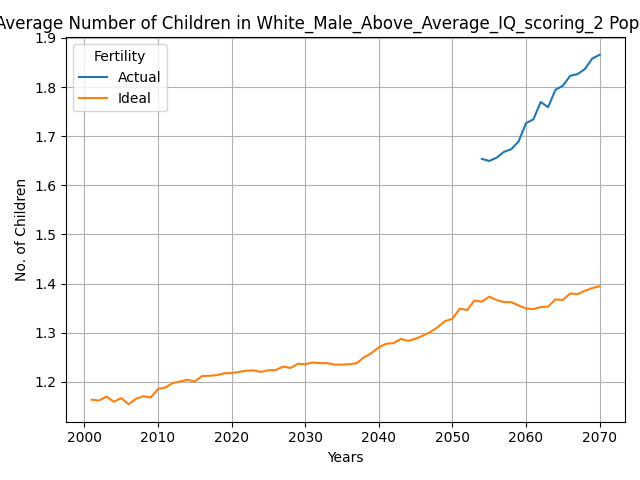 Average Number of Children in White_Male_Above_Average_IQ_scoring_2 Pop
Fertility
Actual
Ideal
No. of Children
1.9
1.8
1.7
1.6
1.5
1.4
1.3
1.2
2000 2010 2020 2030 2040 2050 2060 2070
Years